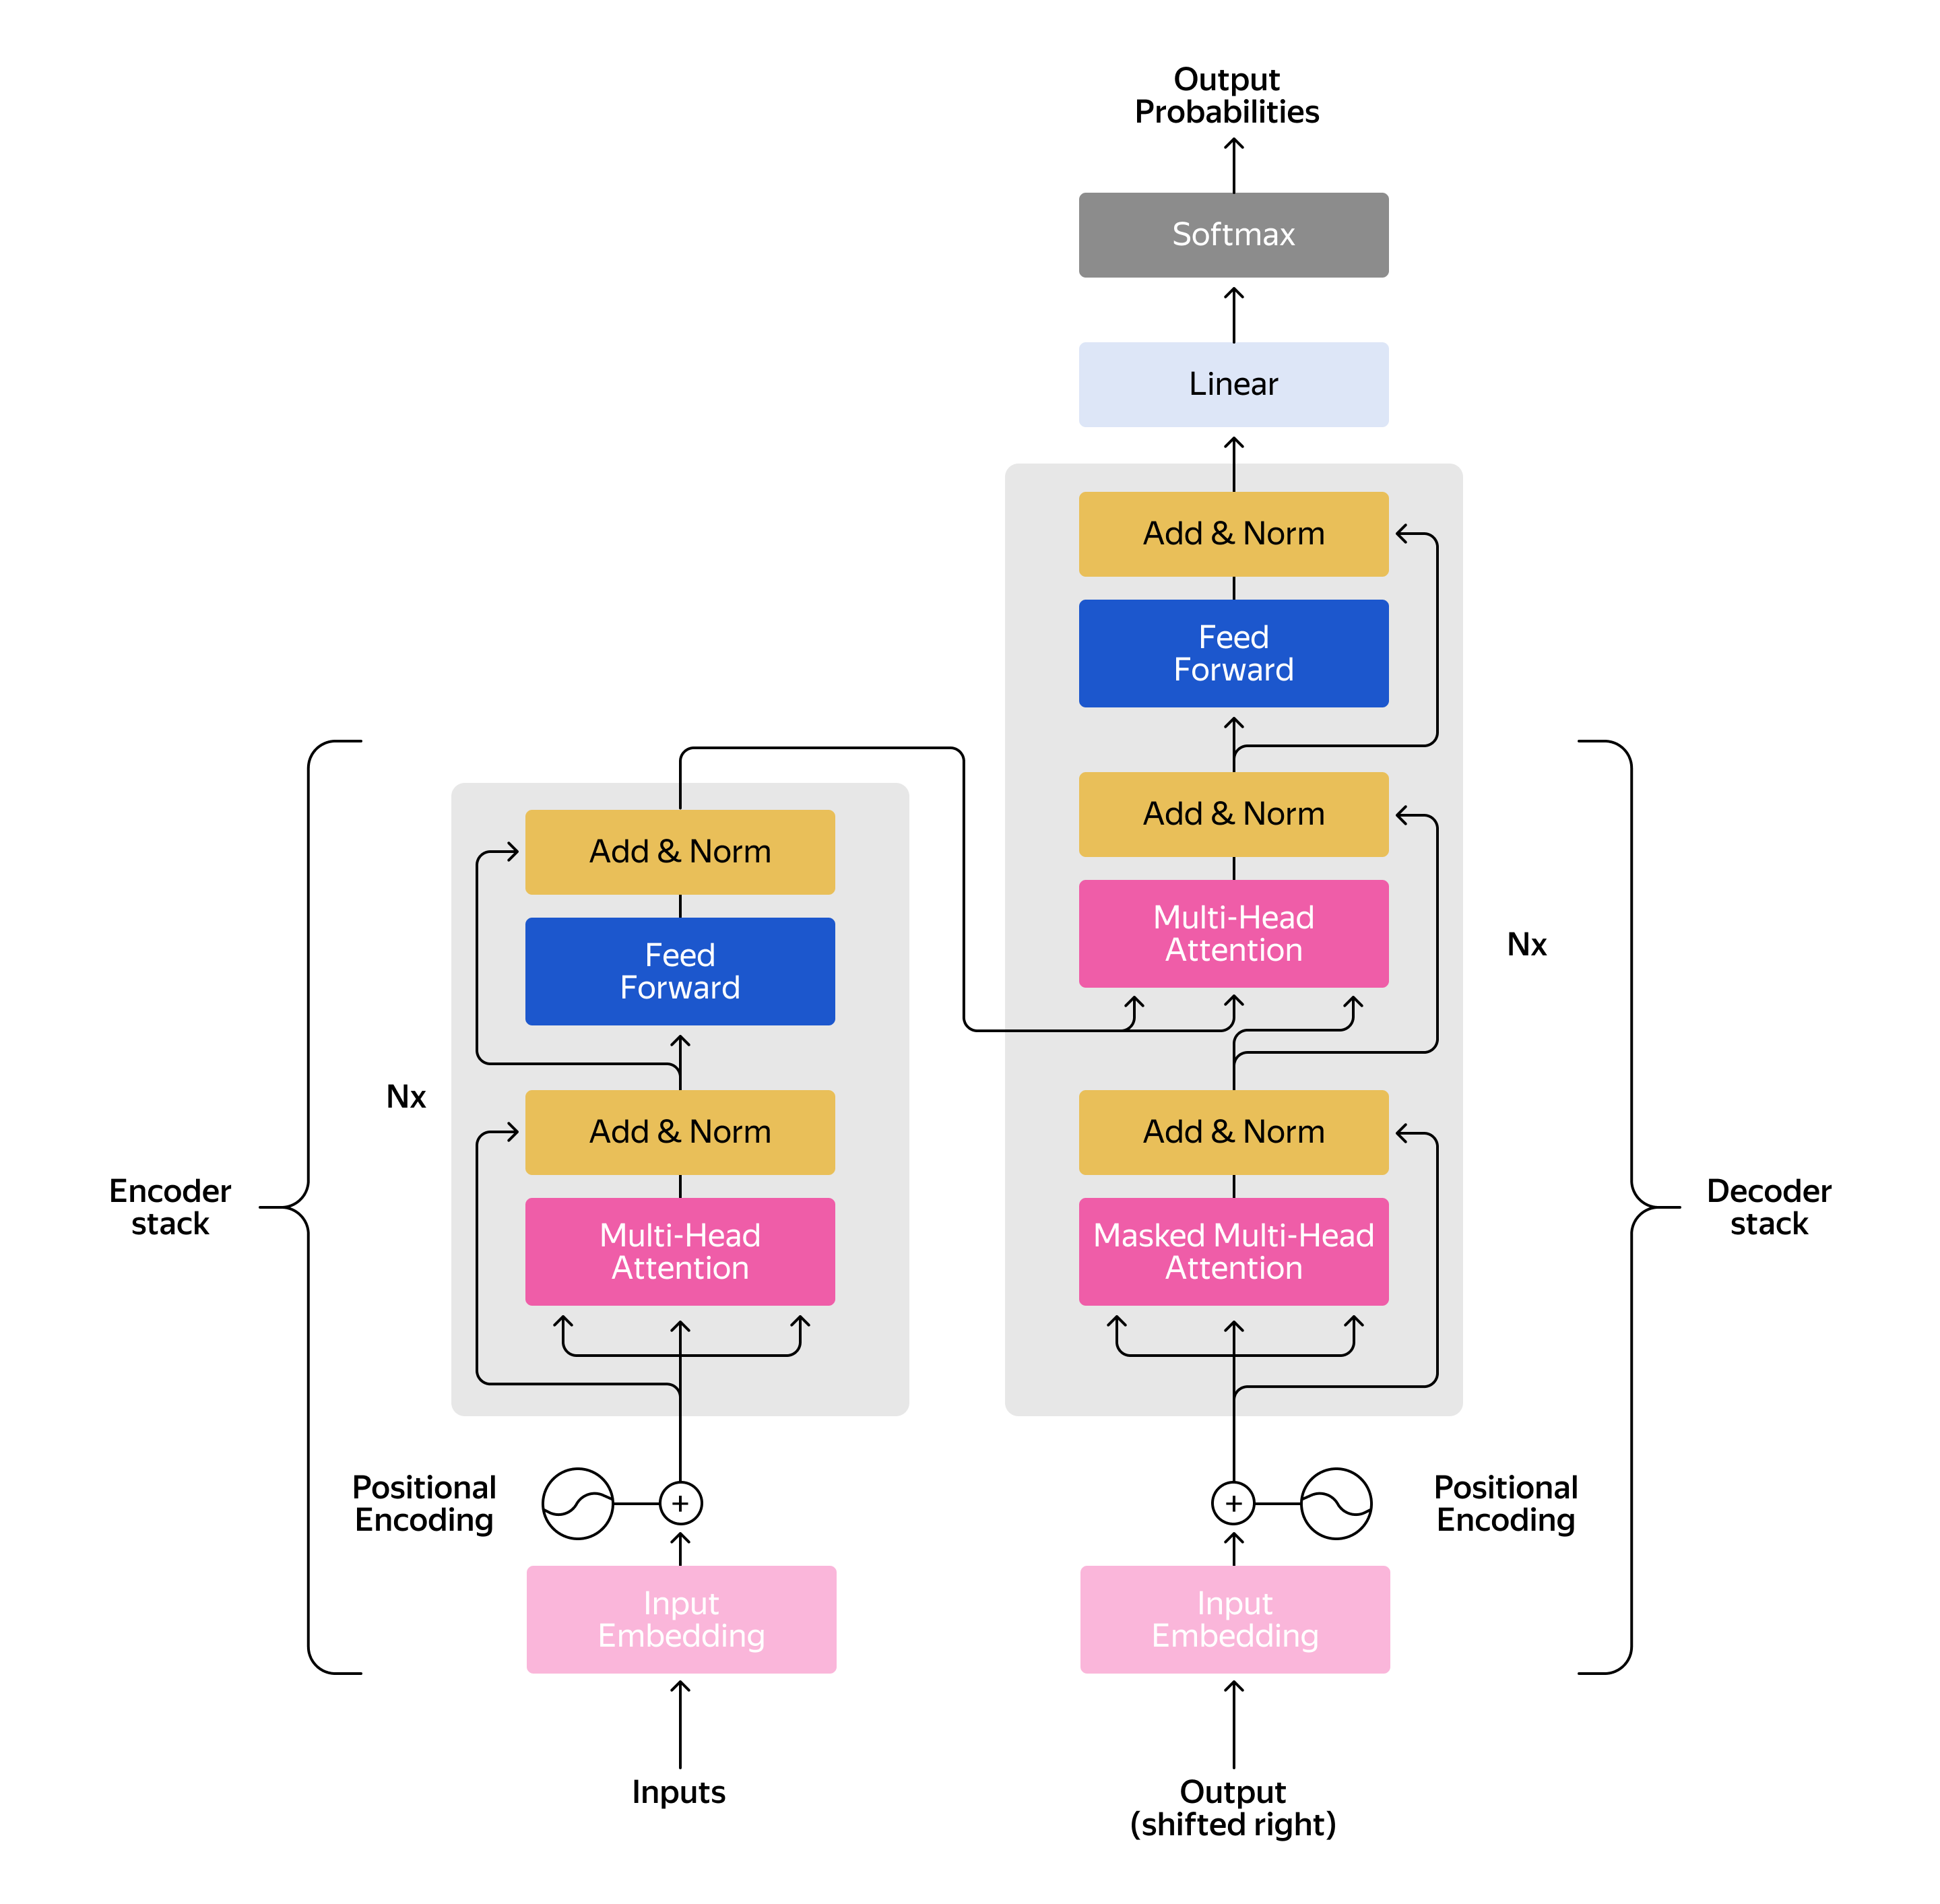 Output
Probabilities
Softmax
Linear
Add & Norm
Feed
Forward
Add & Norm
Multi-Head
Attention
Nx
Add & Norm
Masked Multi-Head
Attention
Decoder
stack
Positional
Encoding
Input
Embedding
Output
(shifted right)
Add & Norm
Feed
Forward
Nx
Add & Norm
Multi-Head
Attention
Encoder
stack
Positional
Encoding
+
+
Input
Embedding
Inputs